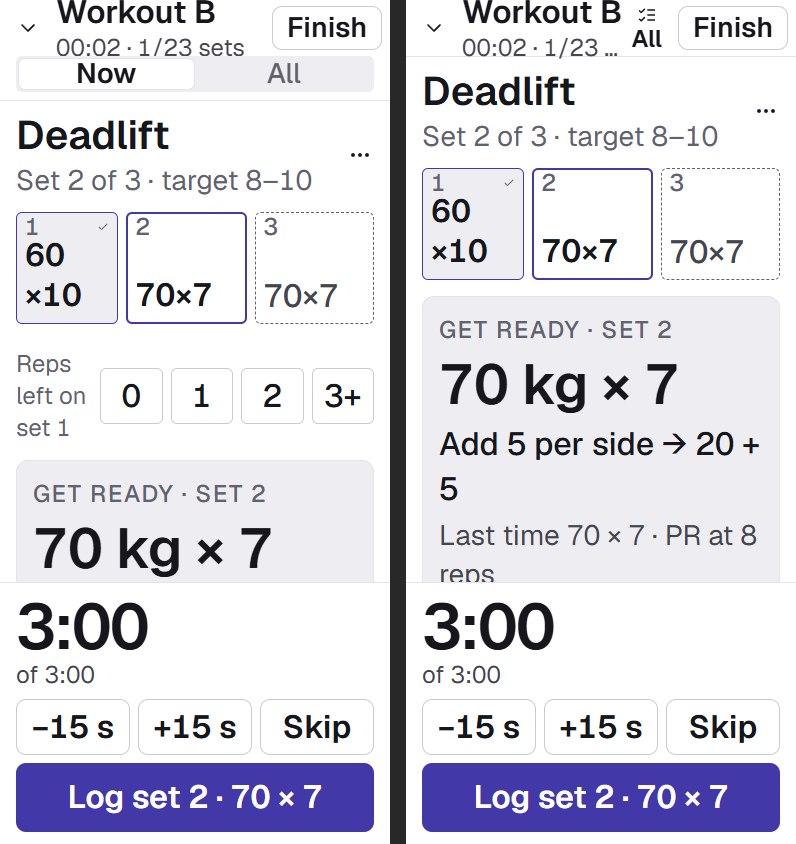 Workout B
00:02 · 1/23 sets
Finish
Now
All
Deadlift
...
Set 2 of 3 · target 8–10
1
60
×10
2
70×7
3
70×7
Reps
left on
set 1
0
1
2
3+
GET READY · SET 2
70 kg × 7
3:00
of 3:00
−15 s
+15 s
Skip
Log set 2 · 70 × 7
Workout B
00:02 · 1/23 ...
All
Finish
Deadlift
...
Set 2 of 3 · target 8–10
1
60
×10
2
70×7
3
70×7
GET READY · SET 2
70 kg × 7
Add 5 per side → 20 +
5
Last time 70 × 7 · PR at 8
reps
3:00
of 3:00
−15 s
+15 s
Skip
Log set 2 · 70 × 7